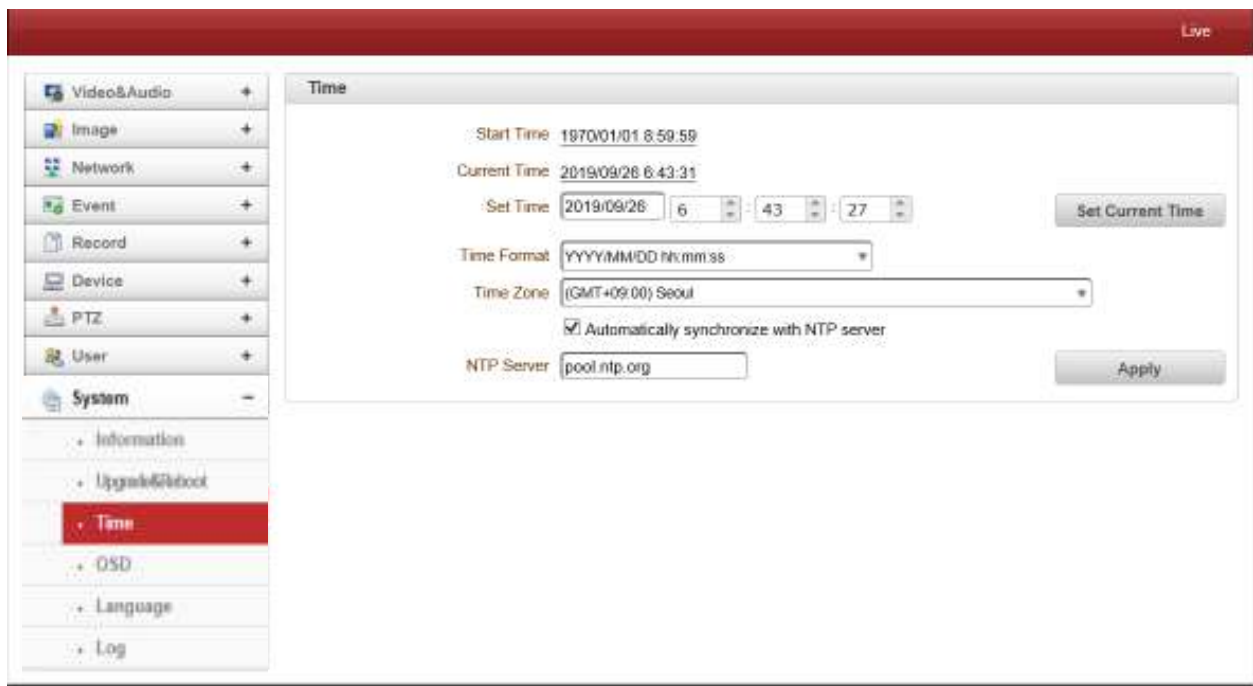 Live
Video&Audio +
Image +
Network +
Event +
Record +
Device +
PTZ +
User +
System −
Information
Upgrade&Reboot
Time
OSD
Language
Log
Time
Start Time 1970/01/01 8:59:59
Current Time 2019/09/26 6:43:31
Set Time 2019/09/26 6 : 43 : 27 Set Current Time
Time Format YYYY/MM/DD hh:mm:ss
Time Zone (GMT+09:00) Seoul
Automatically synchronize with NTP server
NTP Server pool.ntp.org Apply